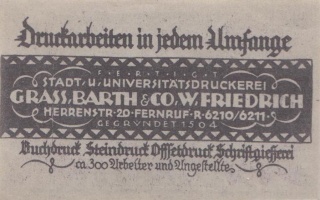 Druckarbeiten in jedem Umfange
FERTIGT
STADT- U. UNIVERSITÄTSDRUCKEREI
GRASS, BARTH & CO, W. FRIEDRICH
HERRENSTR·20·FERNRUF·R·6210/6211·
GEGRÜNDET 1504
Buchdruck Steindruck Offsetdruck Schriftgießerei
ca 300 Arbeiter und Angestellte